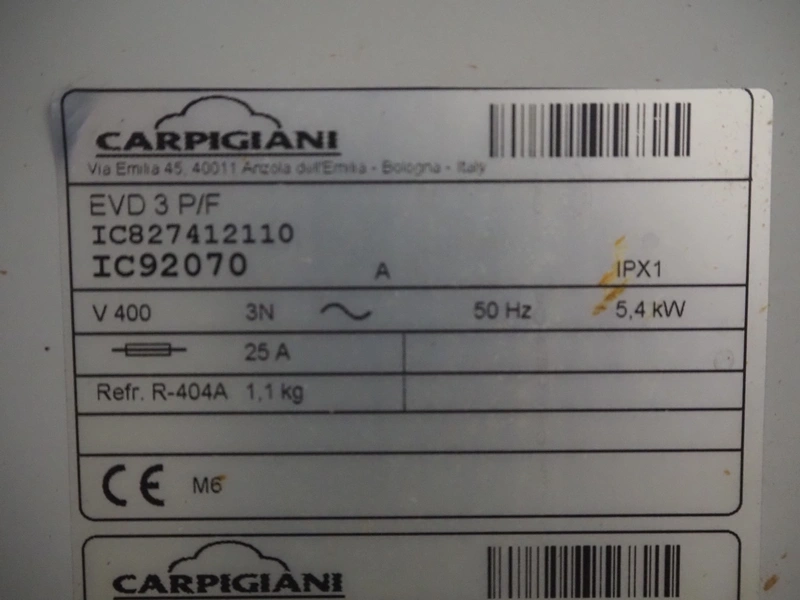 CARPIGIANI
Via Emilia 45, 40011 Anzola dell'Emilia - Bologna - Italy
EVD 3 P/F
IC827412110
IC92070 A IPX1
V 400 3N 50 Hz 5,4 kW
25 A
Refr. R-404A 1,1 kg
CE M6
CARPIGIANI